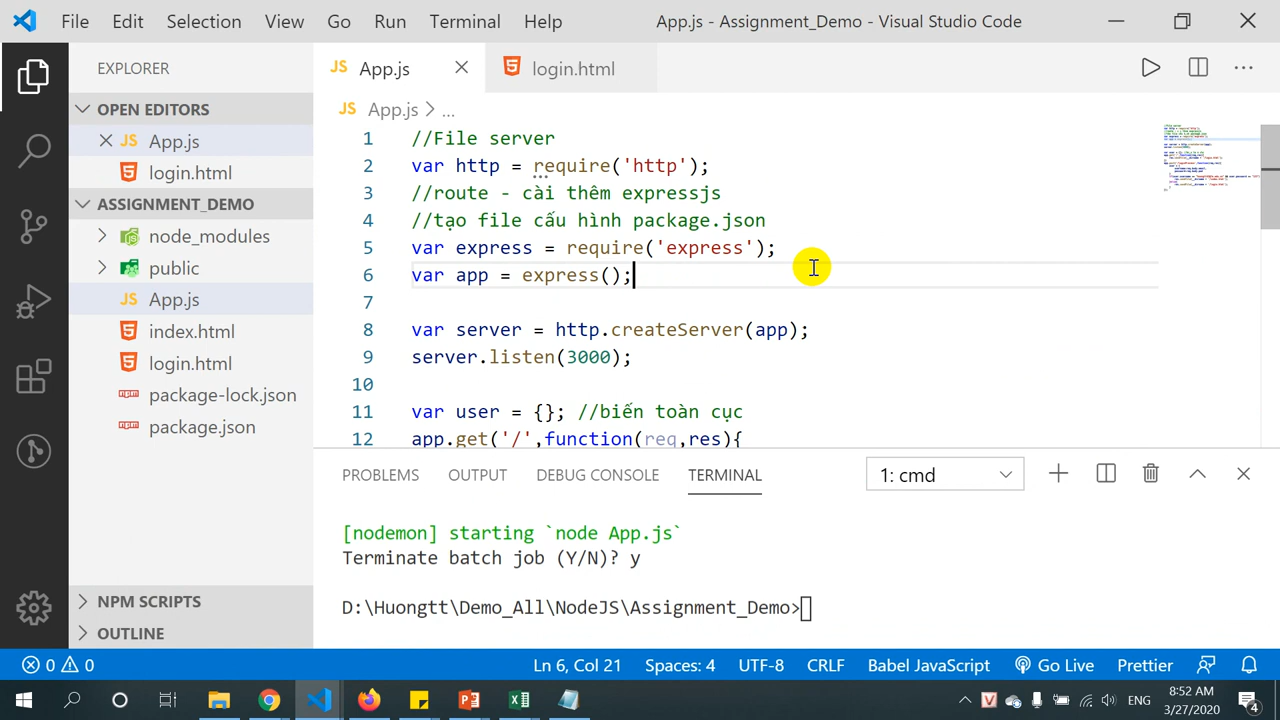 File Edit Selection View Go Run Terminal Help App.js - Assignment_Demo - Visual Studio Code
EXPLORER
OPEN EDITORS
JS App.js
login.html
ASSIGNMENT_DEMO
node_modules
public
JS App.js
index.html
login.html
package-lock.json
package.json
NPM SCRIPTS
OUTLINE
JS App.js
login.html
JS App.js > ...
1 //File server
2 var http = require('http');
3 //route - cài thêm expressjs
4 //tạo file cấu hình package.json
5 var express = require('express');
6 var app = express();
7
8 var server = http.createServer(app);
9 server.listen(3000);
10
11 var user = {}; //biến toàn cục
12 app.get('/',function(req,res){
PROBLEMS OUTPUT DEBUG CONSOLE TERMINAL 1: cmd
[nodemon] starting `node App.js`
Terminate batch job (Y/N)? y
D:\Huongtt\Demo_All\NodeJS\Assignment_Demo>
0 0 Ln 6, Col 21 Spaces: 4 UTF-8 CRLF Babel JavaScript Go Live Prettier
ENG
8:52 AM
3/27/2020
4